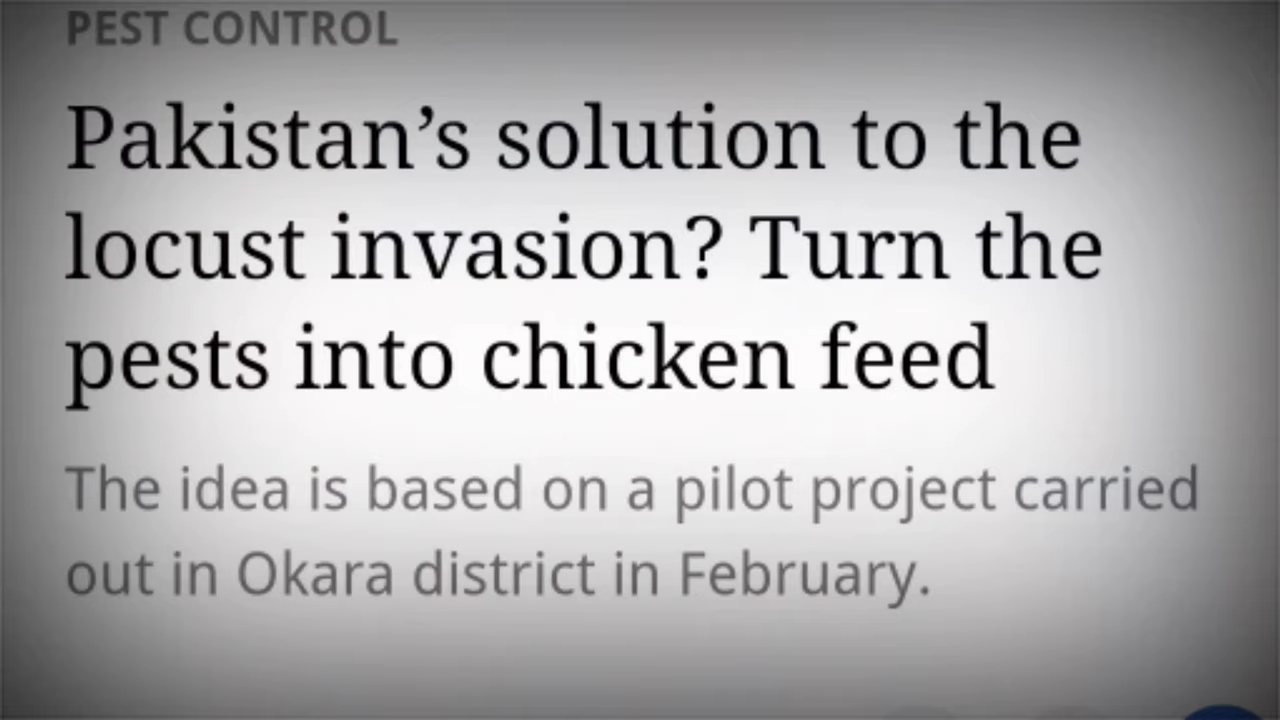 PEST CONTROL
Pakistan’s solution to the
locust invasion? Turn the
pests into chicken feed
The idea is based on a pilot project carried
out in Okara district in February.